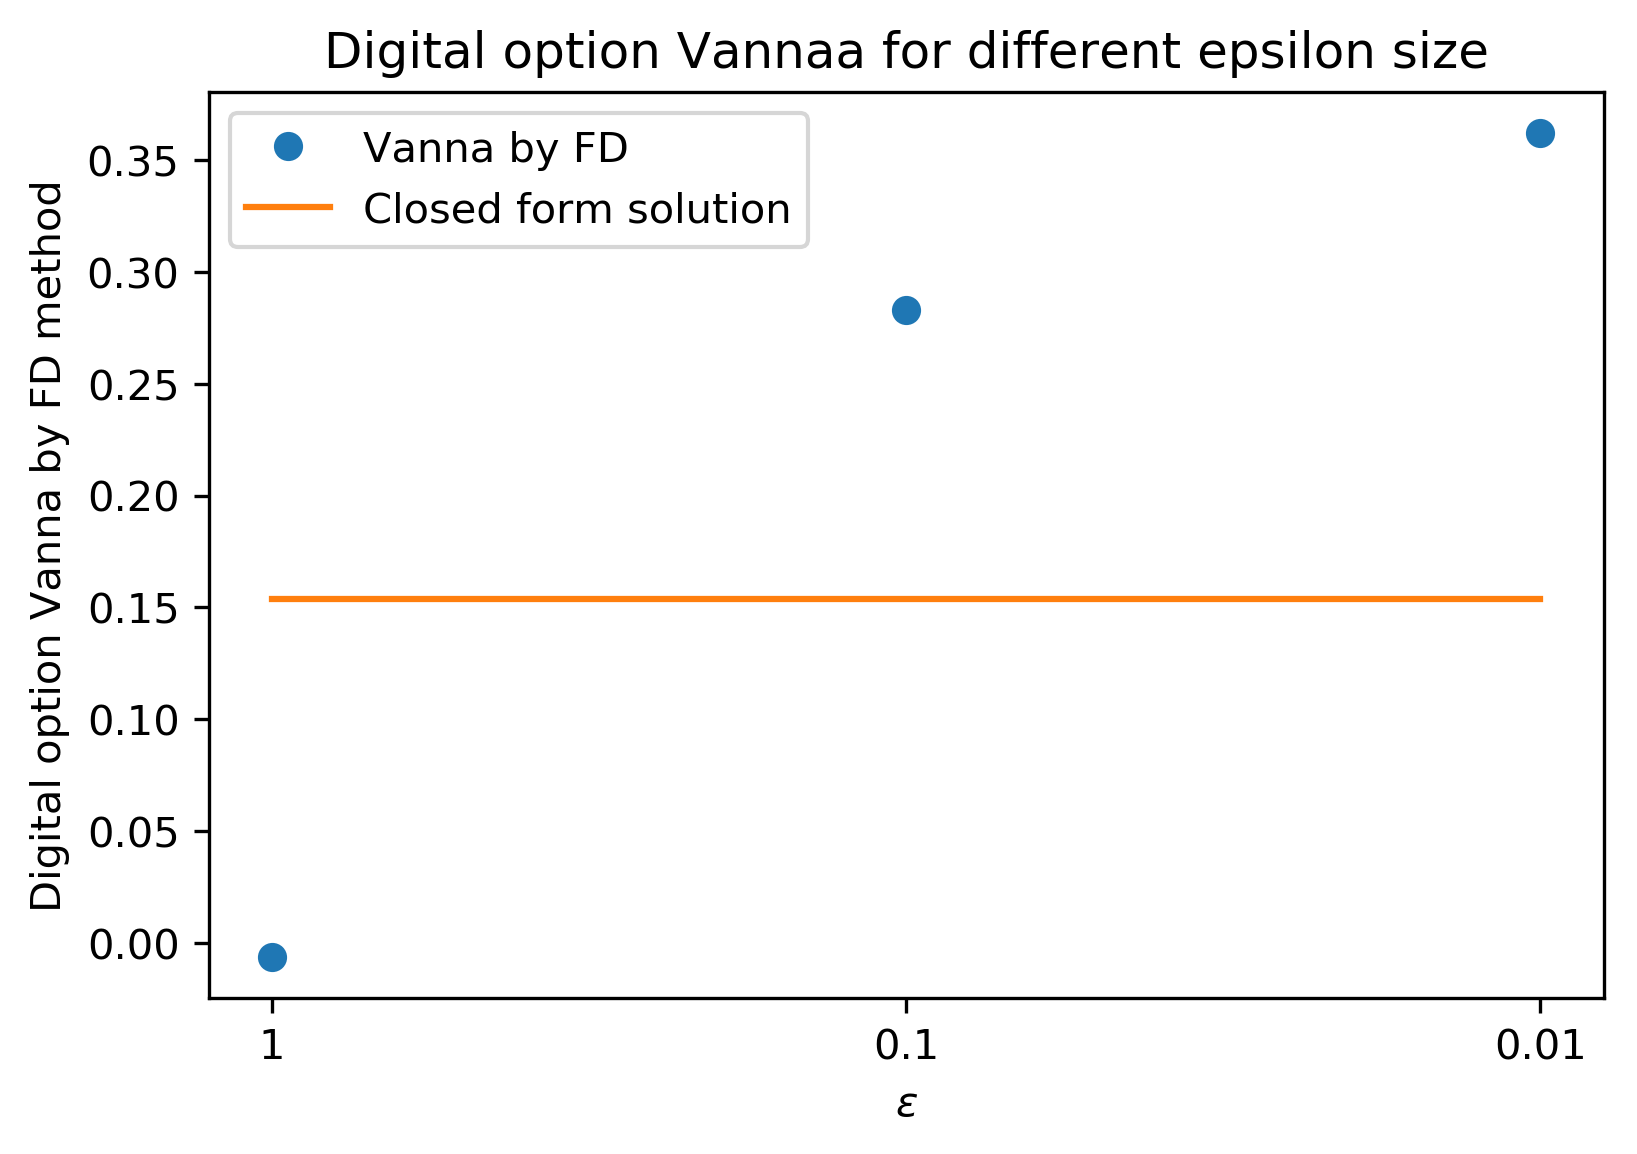 Digital option Vannaa for different epsilon size
Vanna by FD
Closed form solution
Digital option Vanna by FD method
0.35
0.30
0.25
0.20
0.15
0.10
0.05
0.00
1
0.1
0.01
ε